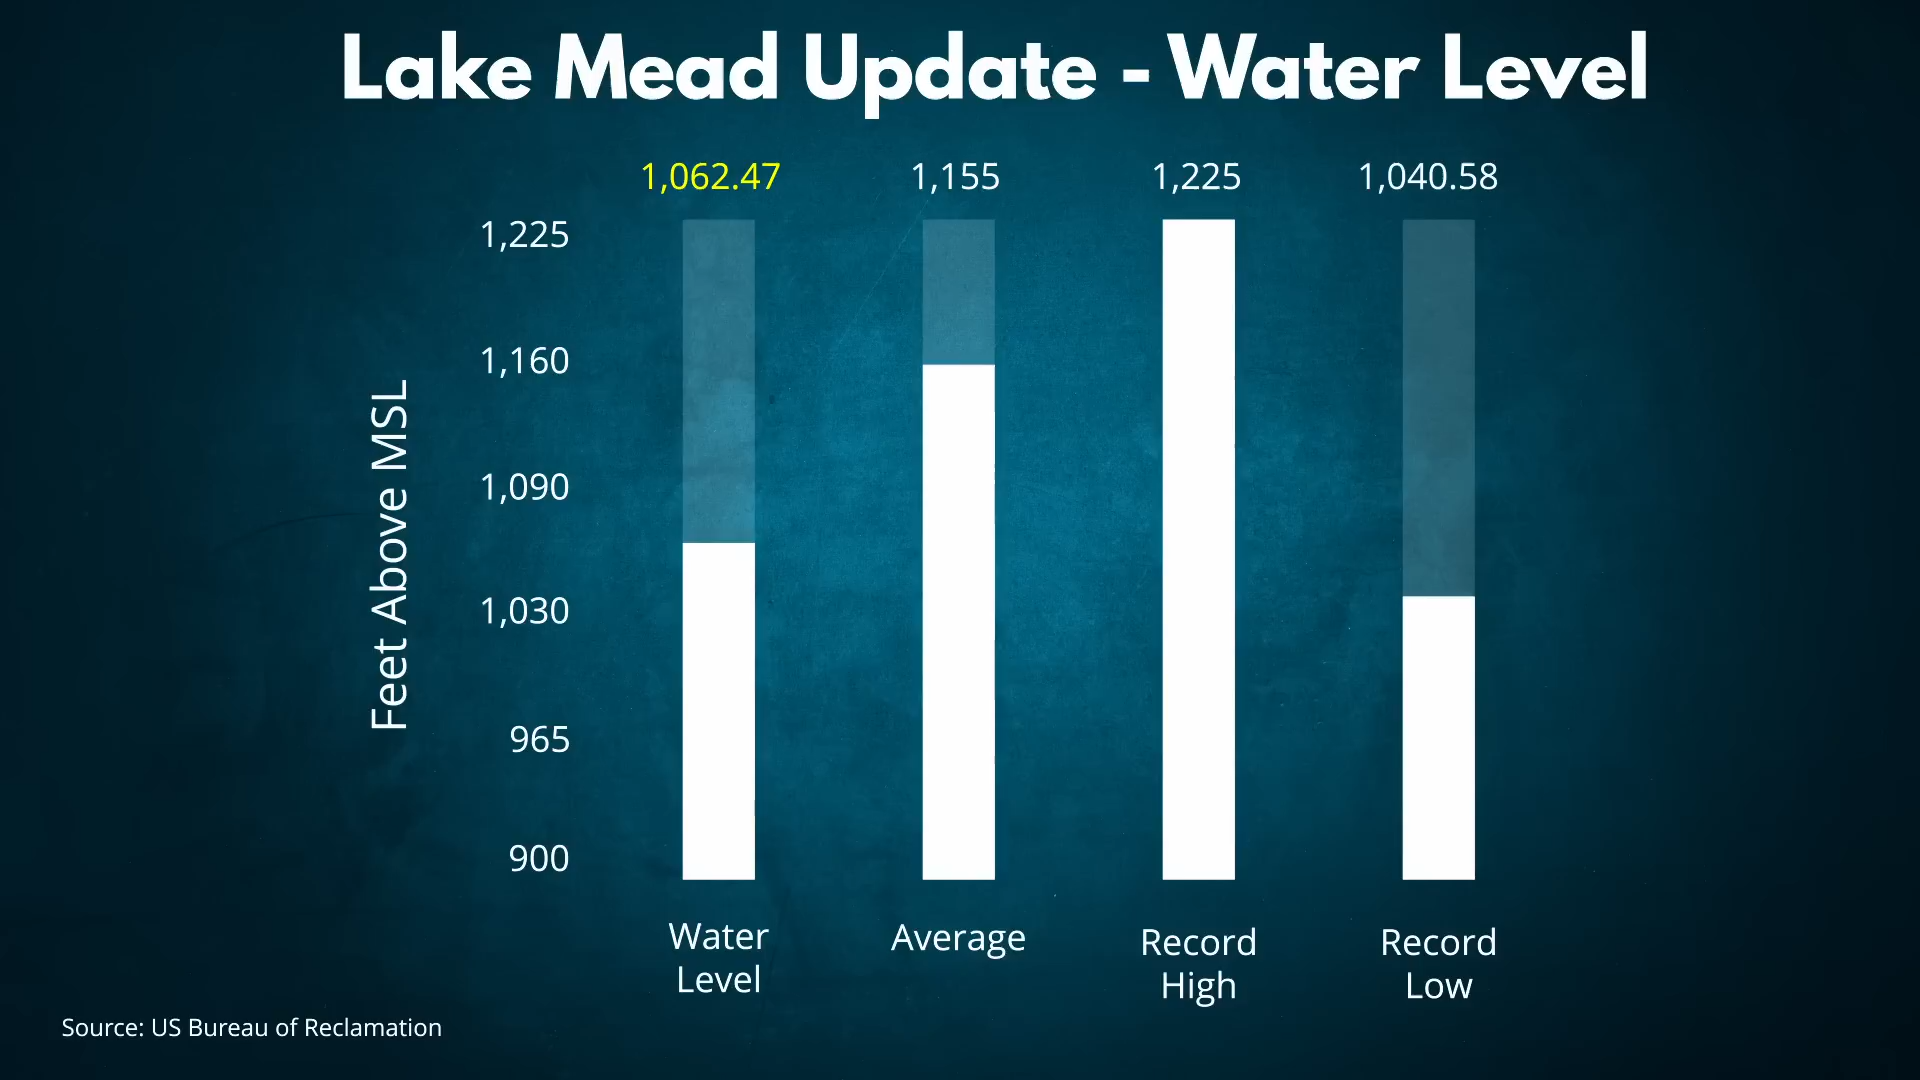 Lake Mead Update - Water Level
1,062.47
1,155
1,225
1,040.58
1,225
1,160
1,090
1,030
965
900
Feet Above MSL
Water
Level
Average
Record
High
Record
Low
Source: US Bureau of Reclamation